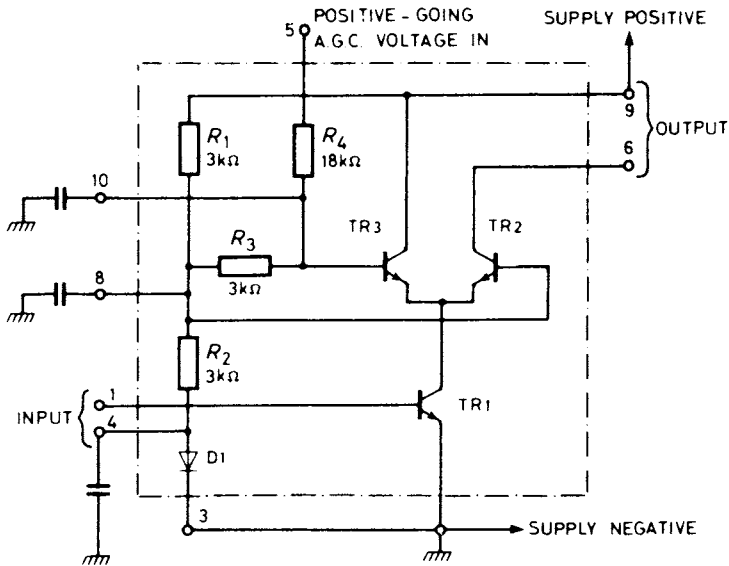 POSITIVE-GOING
A.G.C. VOLTAGE IN
5
SUPPLY POSITIVE
9
OUTPUT
6
R1
3kΩ
R4
18kΩ
10
TR3
TR2
R3
3kΩ
8
R2
3kΩ
INPUT
1
4
TR1
D1
3
SUPPLY NEGATIVE